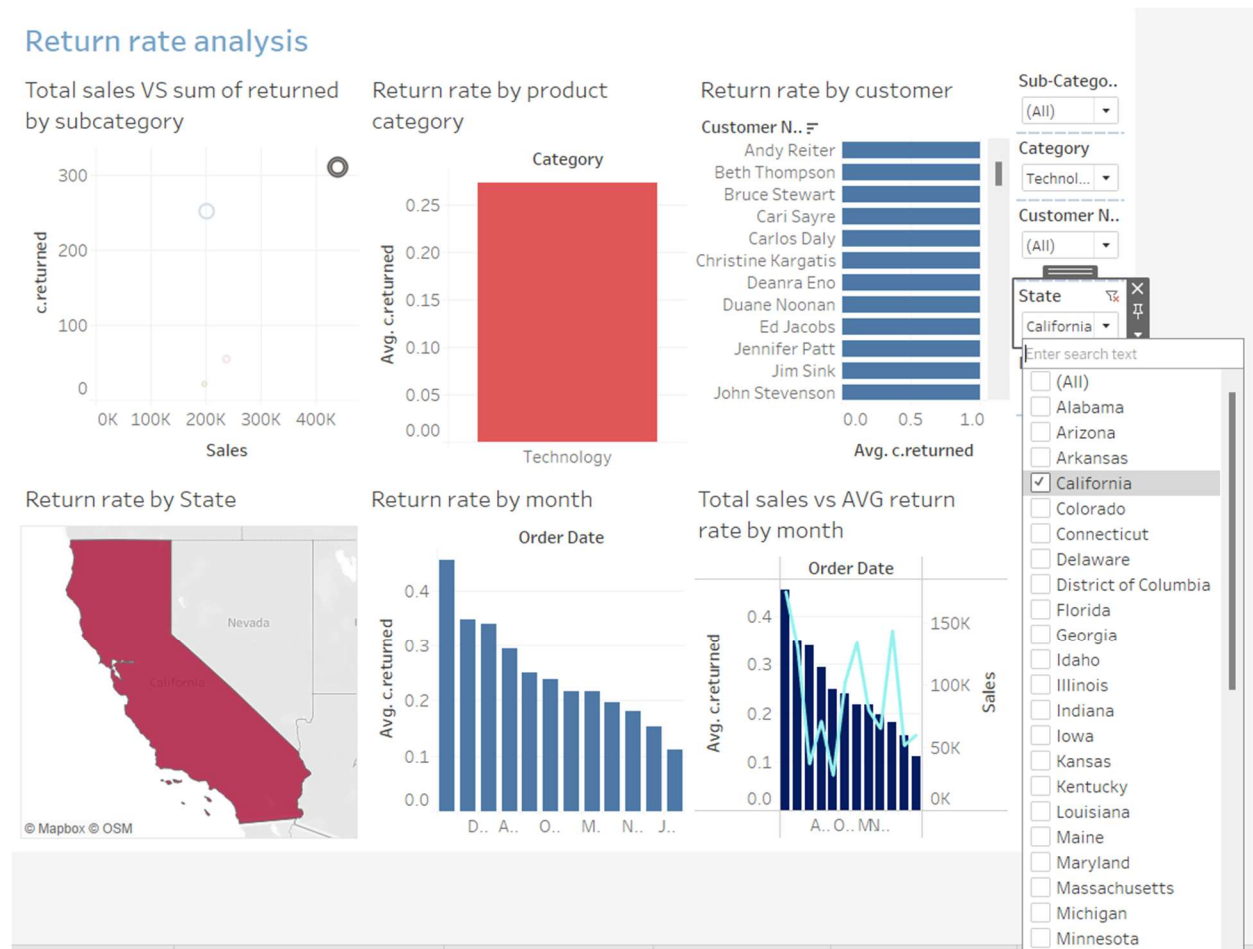 Return rate analysis
Total sales VS sum of returned
by subcategory
300
200
100
0
c.returned
0K 100K 200K 300K 400K
Sales
Return rate by product
category
Category
0.25
0.20
0.15
0.10
0.05
0.00
Avg. c.returned
Technology
Return rate by customer
Customer N..
Andy Reiter
Beth Thompson
Bruce Stewart
Cari Sayre
Carlos Daly
Christine Kargatis
Deanra Eno
Duane Noonan
Ed Jacobs
Jennifer Patt
Jim Sink
John Stevenson
0.0 0.5 1.0
Avg. c.returned
Sub-Catego..
(All)
Category
Technol...
Customer N..
(All)
State
California
Enter search text
(All)
Alabama
Arizona
Arkansas
California
Colorado
Connecticut
Delaware
District of Columbia
Florida
Georgia
Idaho
Illinois
Indiana
Iowa
Kansas
Kentucky
Louisiana
Maine
Maryland
Massachusetts
Michigan
Minnesota
Return rate by State
Nevada
California
© Mapbox © OSM
Return rate by month
Order Date
0.4
0.3
0.2
0.1
0.0
Avg. c.returned
D.. A.. O.. M. N.. J..
Total sales vs AVG return
rate by month
Order Date
0.4
0.3
0.2
0.1
0.0
Avg. c.returned
150K
100K
50K
0K
Sales
A.. O..